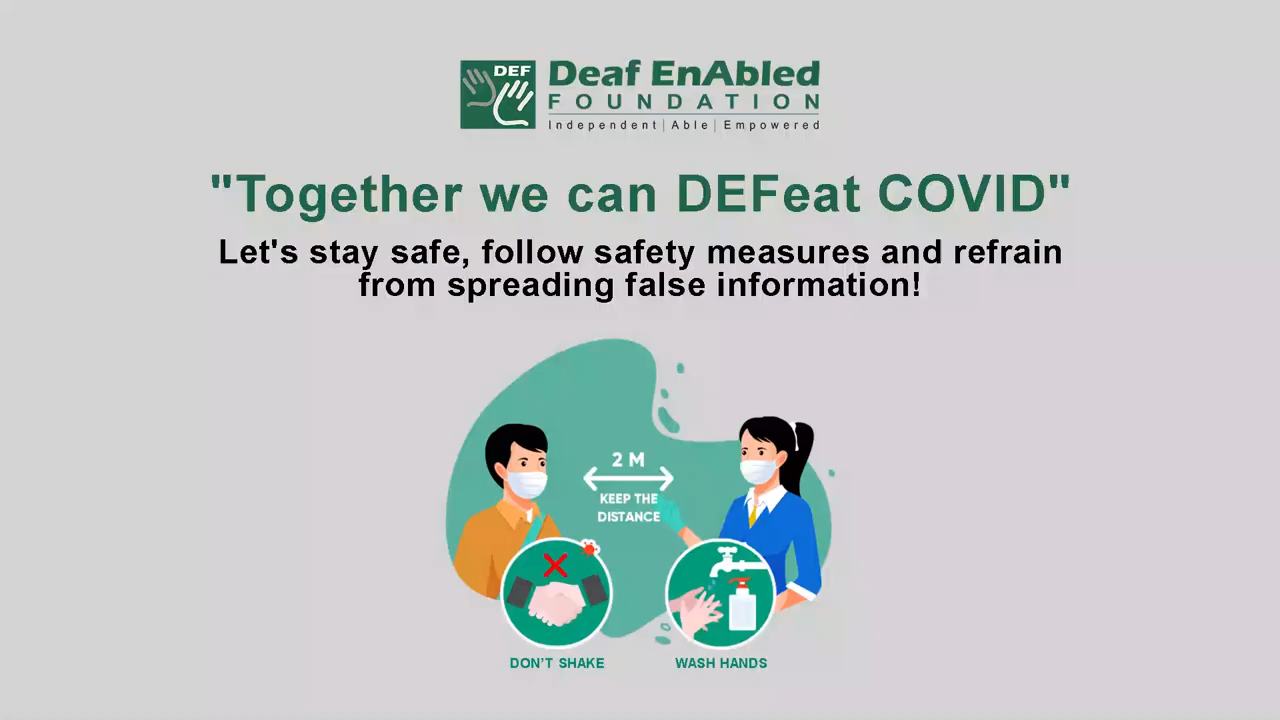 DEF
Deaf EnAbled
FOUNDATION
Independent | Able | Empowered
"Together we can DEFeat COVID"
Let's stay safe, follow safety measures and refrain
from spreading false information!
2 M
KEEP THE
DISTANCE
DON'T SHAKE
WASH HANDS